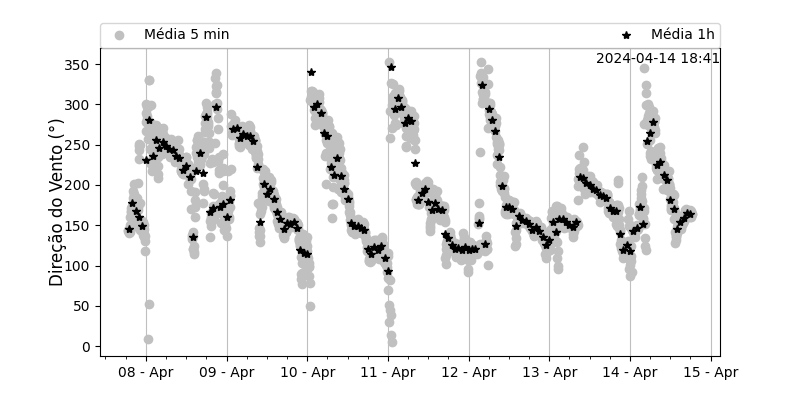 Média 5 min
Média 1h
2024-04-14 18:41
Direção do Vento (°)
350
300
250
200
150
100
50
0
08 - Apr
09 - Apr
10 - Apr
11 - Apr
12 - Apr
13 - Apr
14 - Apr
15 - Apr